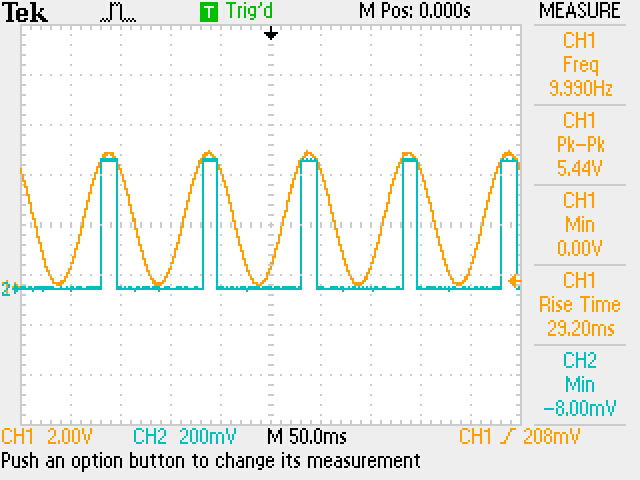 Tek T Trig'd M Pos: 0.000s MEASURE
CH1
Freq
9.990Hz
CH1
Pk-Pk
5.44V
CH1
Min
0.00V
CH1
Rise Time
29.20ms
CH2
Min
-8.00mV
2
CH1 2.00V CH2 200mV M 50.0ms CH1 208mV
Push an option button to change its measurement